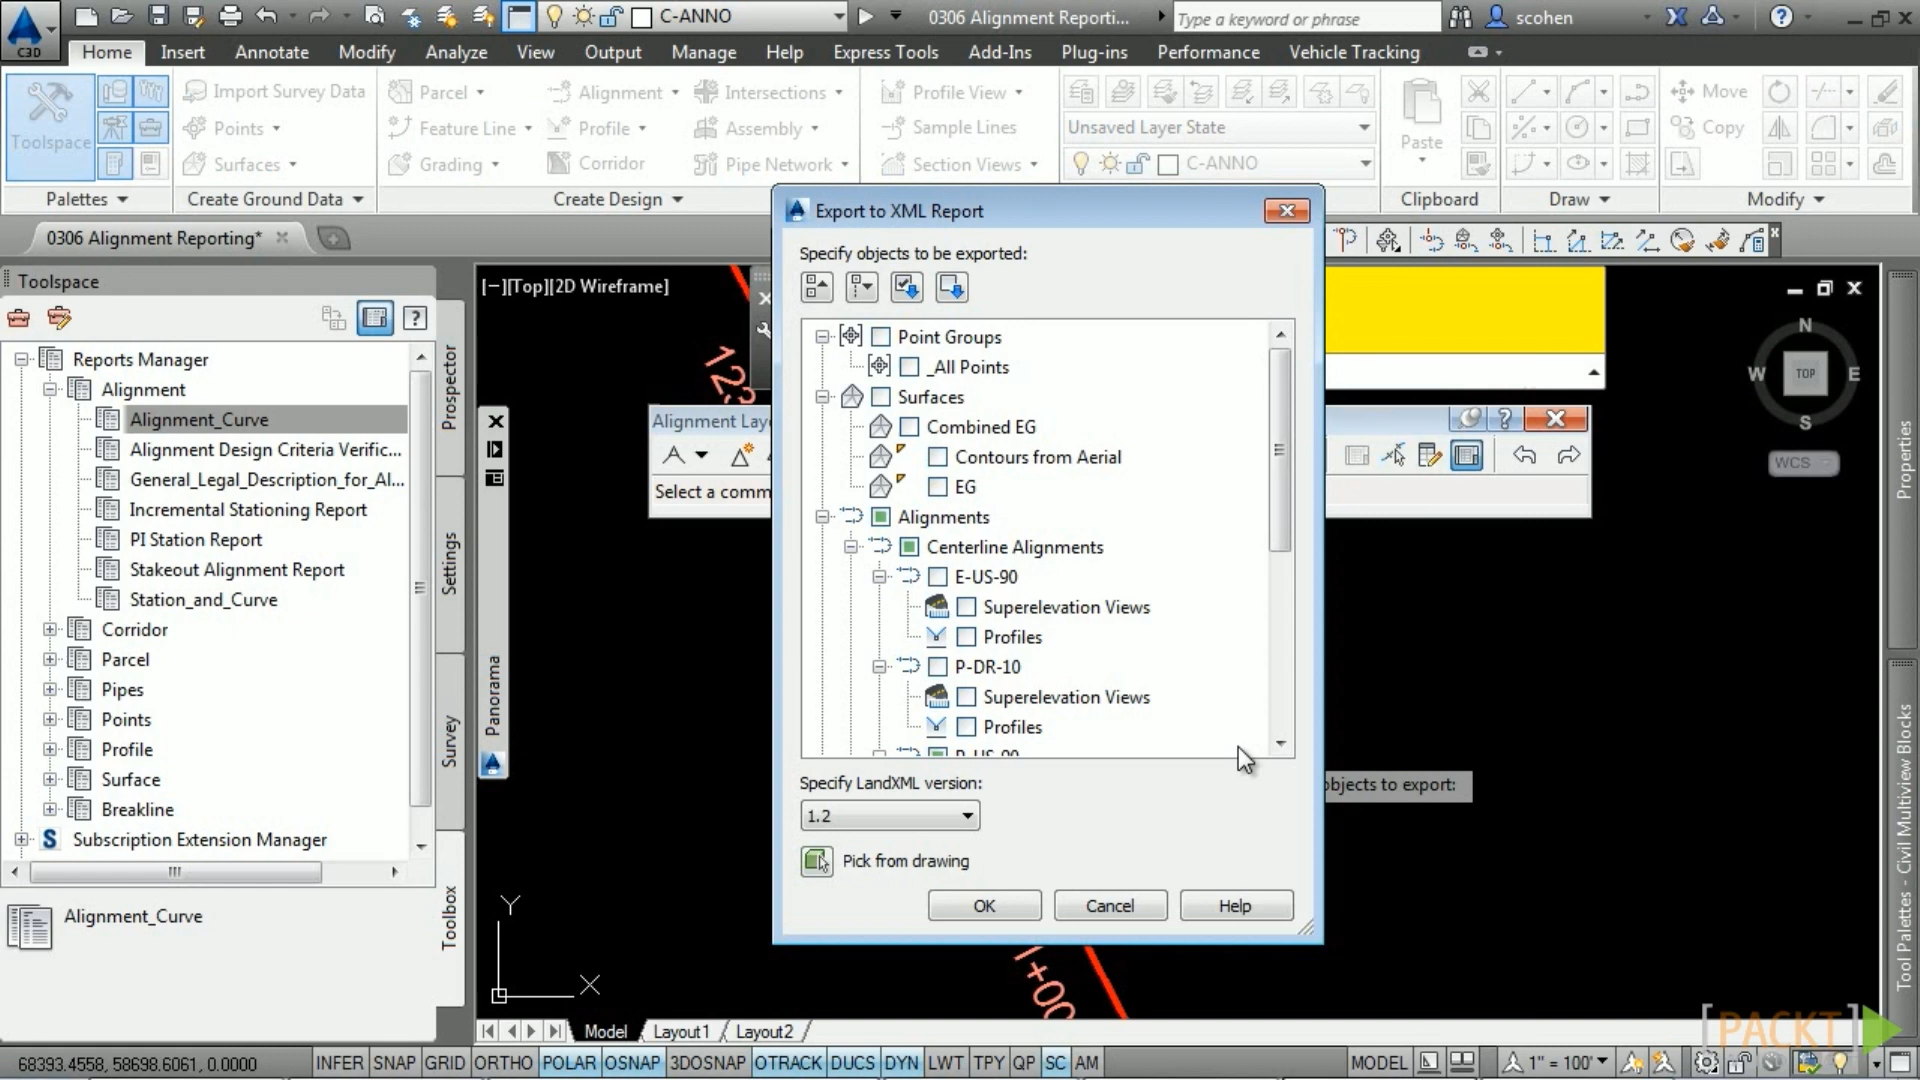 C-ANNO
0306 Alignment Reporti...
Type a keyword or phrase
scohen
C3D
Home Insert Annotate Modify Analyze View Output Manage Help Express Tools Add-Ins Plug-ins Performance Vehicle Tracking
Toolspace
Import Survey Data
Points
Surfaces
Parcel
Feature Line
Grading
Alignment
Profile
Corridor
Intersections
Assembly
Pipe Network
Profile View
Sample Lines
Section Views
Unsaved Layer State
C-ANNO
Paste
Move
Copy
Palettes
Create Ground Data
Create Design
Clipboard
Draw
Modify
0306 Alignment Reporting*
Toolspace
Reports Manager
Alignment
Alignment_Curve
Alignment Design Criteria Verific...
General_Legal_Description_for_Al...
Incremental Stationing Report
PI Station Report
Stakeout Alignment Report
Station_and_Curve
Corridor
Parcel
Pipes
Points
Profile
Surface
Breakline
Subscription Extension Manager
Alignment_Curve
Prospector
Settings
Survey
Toolbox
[−][Top][2D Wireframe]
Panorama
Alignment Lay
Select a comm
Export to XML Report
Specify objects to be exported:
Point Groups
_All Points
Surfaces
Combined EG
Contours from Aerial
EG
Alignments
Centerline Alignments
E-US-90
Superelevation Views
Profiles
P-DR-10
Superelevation Views
Profiles
Specify LandXML version:
1.2
Pick from drawing
OK
Cancel
Help
objects to export:
N
W
TOP
E
S
WCS
Properties
Tool Palettes - Civil Multiview Blocks
1+00
Y
X
Model Layout1 Layout2
PACKT
68393.4558, 58698.6061, 0.0000
INFER SNAP GRID ORTHO POLAR OSNAP 3DOSNAP OTRACK DUCS DYN LWT TPY QP SC AM
MODEL
1" = 100'